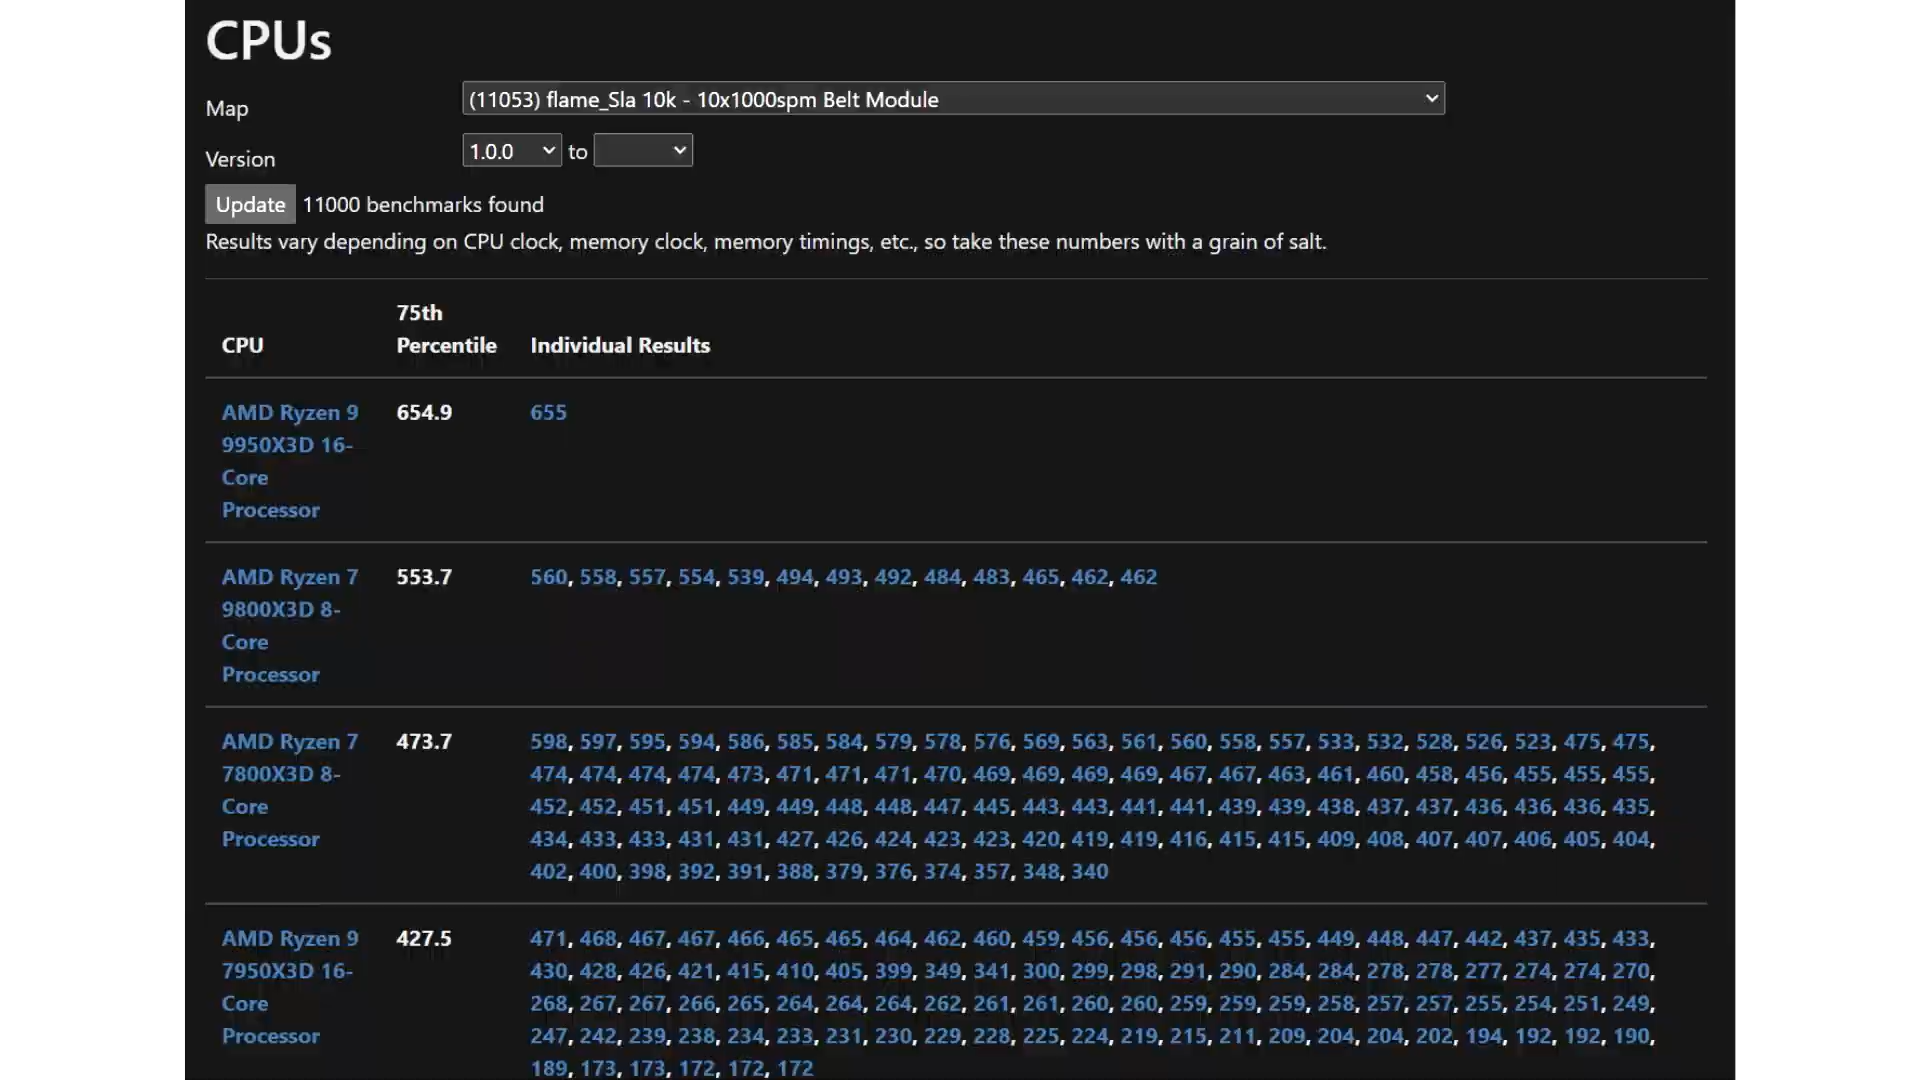 CPUs
Map
(11053) flame_Sla 10k - 10x1000spm Belt Module
Version
1.0.0 to
Update 11000 benchmarks found
Results vary depending on CPU clock, memory clock, memory timings, etc., so take these numbers with a grain of salt.
CPU
75th
Percentile
Individual Results
AMD Ryzen 9
9950X3D 16-
Core
Processor
654.9
655
AMD Ryzen 7
9800X3D 8-
Core
Processor
553.7
560, 558, 557, 554, 539, 494, 493, 492, 484, 483, 465, 462, 462
AMD Ryzen 7
7800X3D 8-
Core
Processor
473.7
598, 597, 595, 594, 586, 585, 584, 579, 578, 576, 569, 563, 561, 560, 558, 557, 533, 532, 528, 526, 523, 475, 475,
474, 474, 474, 474, 473, 471, 471, 471, 470, 469, 469, 469, 469, 467, 467, 463, 461, 460, 458, 456, 455, 455, 455,
452, 452, 451, 451, 449, 449, 448, 448, 447, 445, 443, 443, 441, 441, 439, 439, 438, 437, 437, 436, 436, 436, 435,
434, 433, 433, 431, 431, 427, 426, 424, 423, 423, 420, 419, 419, 416, 415, 415, 409, 408, 407, 407, 406, 405, 404,
402, 400, 398, 392, 391, 388, 379, 376, 374, 357, 348, 340
AMD Ryzen 9
7950X3D 16-
Core
Processor
427.5
471, 468, 467, 467, 466, 465, 465, 464, 462, 460, 459, 456, 456, 456, 455, 455, 449, 448, 447, 442, 437, 435, 433,
430, 428, 426, 421, 415, 410, 405, 399, 349, 341, 300, 299, 298, 291, 290, 284, 284, 278, 278, 277, 274, 274, 270,
268, 267, 267, 266, 265, 264, 264, 264, 262, 261, 261, 260, 260, 259, 259, 259, 258, 257, 257, 255, 254, 251, 249,
247, 242, 239, 238, 234, 233, 231, 230, 229, 228, 225, 224, 219, 215, 211, 209, 204, 204, 202, 194, 192, 192, 190,
189, 173, 173, 172, 172, 172